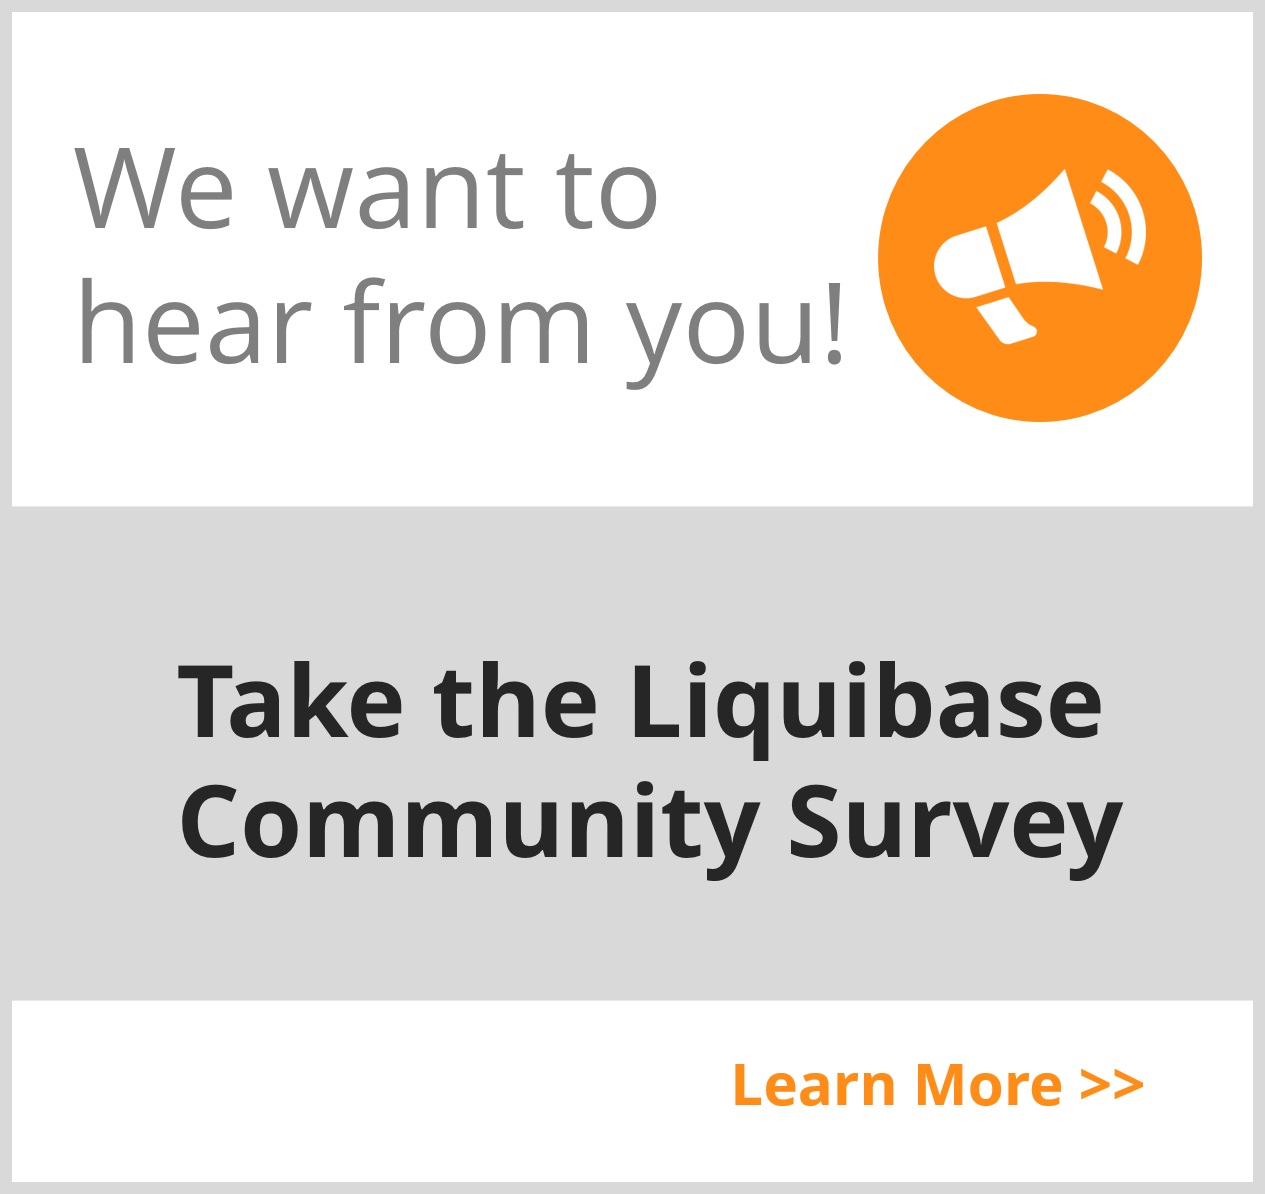 We want to
hear from you!
Take the Liquibase
Community Survey
Learn More >>